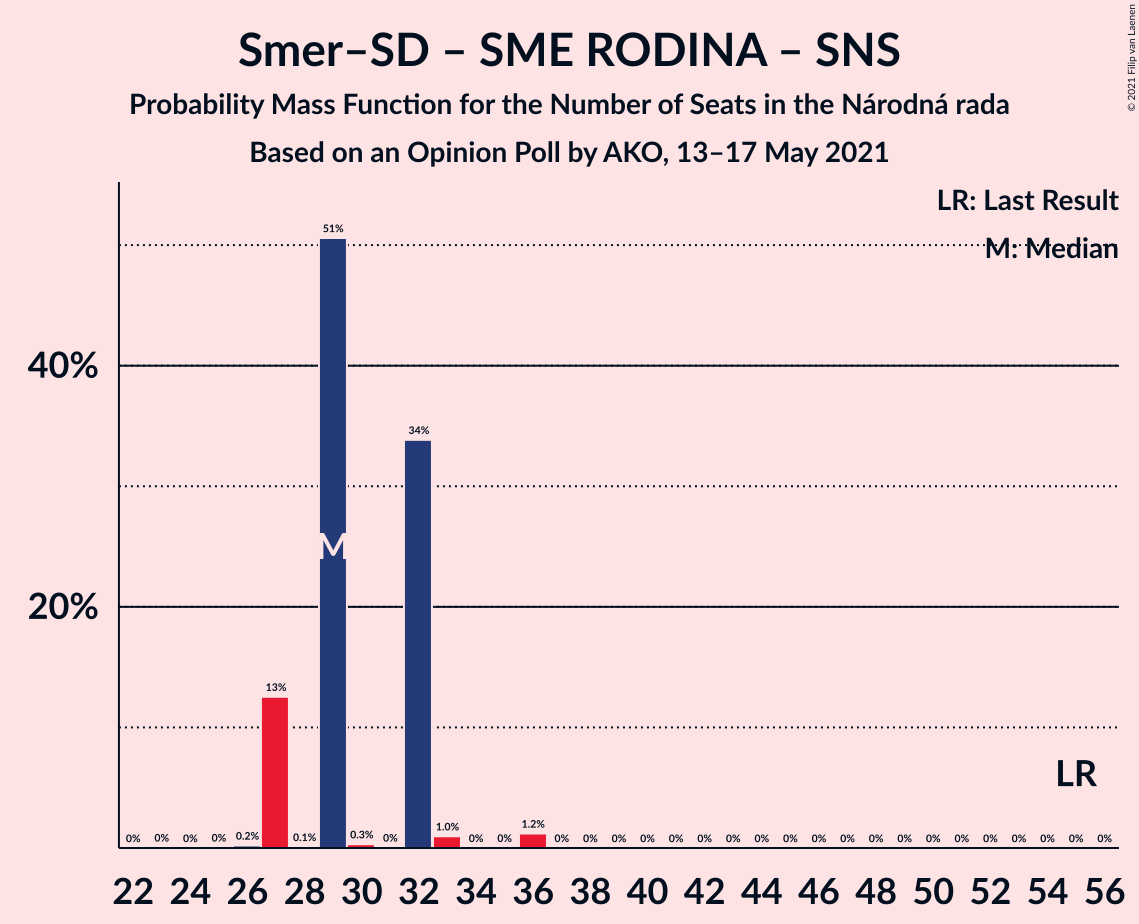 Smer–SD – SME RODINA – SNS
Probability Mass Function for the Number of Seats in the Národná rada
Based on an Opinion Poll by AKO, 13–17 May 2021
© 2021 Filip van Laenen
LR: Last Result
M: Median
51%
40%
34%
M
20%
13%
LR
0% 0% 0% 0% 0.2% 0.1% 0.3% 0% 1.0% 0% 0% 1.2% 0% 0% 0% 0% 0% 0% 0% 0% 0% 0% 0% 0% 0% 0% 0% 0% 0% 0% 0% 0%
22 24 26 28 30 32 34 36 38 40 42 44 46 48 50 52 54 56